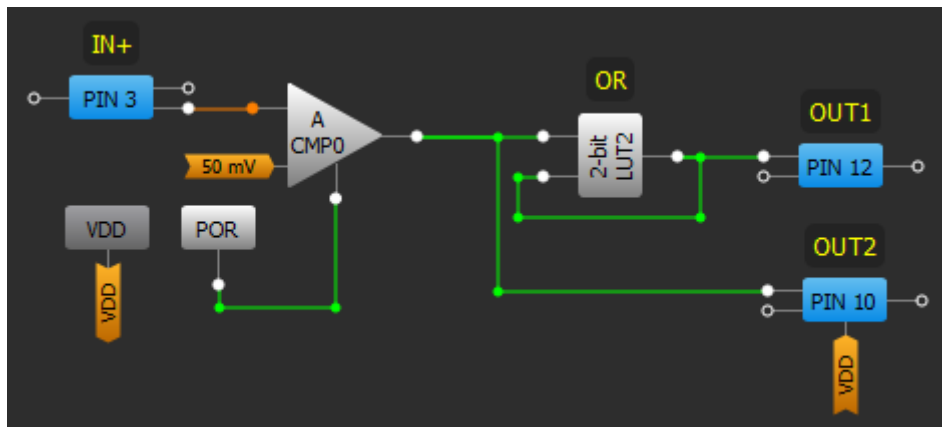 IN+
PIN 3
A
CMP0
50 mV
VDD
VDD
POR
OR
2-bit
LUT2
OUT1
PIN 12
OUT2
PIN 10
VDD